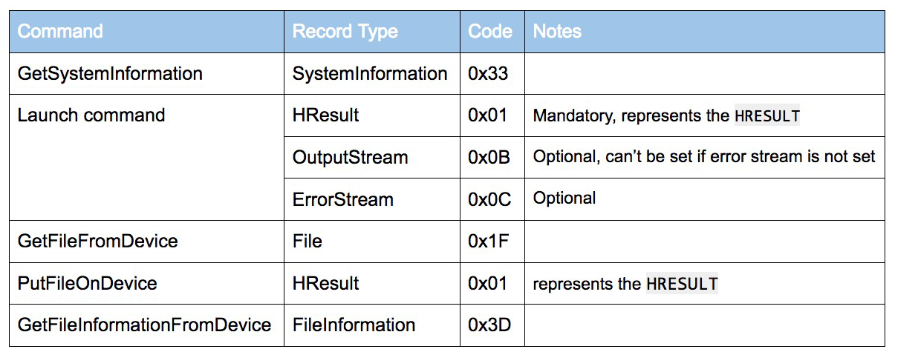 Command Record Type Code Notes
GetSystemInformation SystemInformation 0x33
Launch command HResult 0x01 Mandatory, represents the HRESULT
OutputStream 0x0B Optional, can’t be set if error stream is not set
ErrorStream 0x0C Optional
GetFileFromDevice File 0x1F
PutFileOnDevice HResult 0x01 represents the HRESULT
GetFileInformationFromDevice FileInformation 0x3D